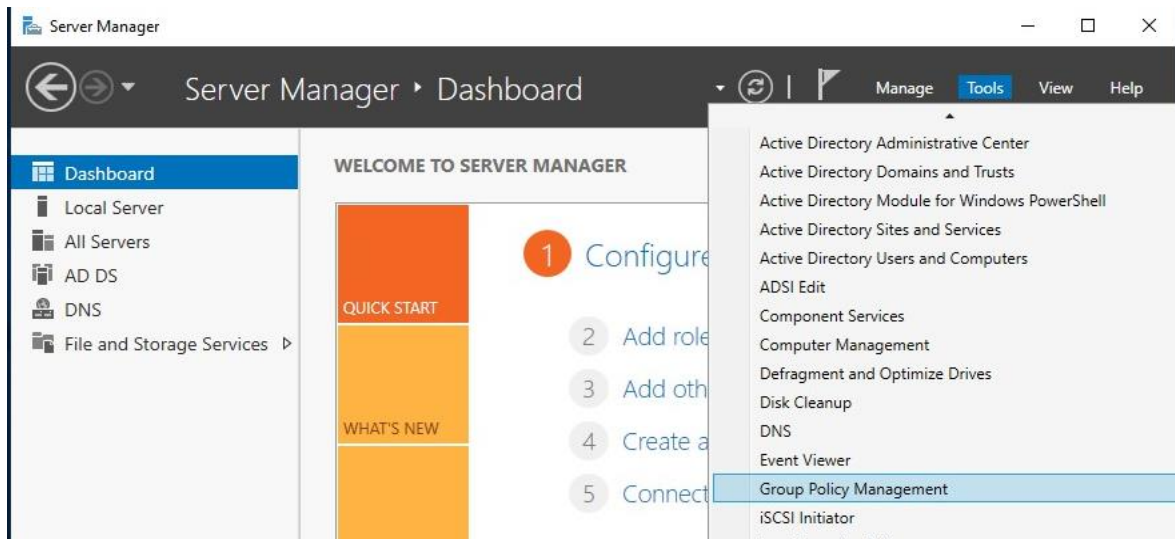 Server Manager
Server Manager ‣ Dashboard
Manage Tools View Help
Dashboard
Local Server
All Servers
AD DS
DNS
File and Storage Services
WELCOME TO SERVER MANAGER
QUICK START
WHAT'S NEW
1 Configure
2 Add role
3 Add oth
4 Create a
5 Connect
Active Directory Administrative Center
Active Directory Domains and Trusts
Active Directory Module for Windows PowerShell
Active Directory Sites and Services
Active Directory Users and Computers
ADSI Edit
Component Services
Computer Management
Defragment and Optimize Drives
Disk Cleanup
DNS
Event Viewer
Group Policy Management
iSCSI Initiator